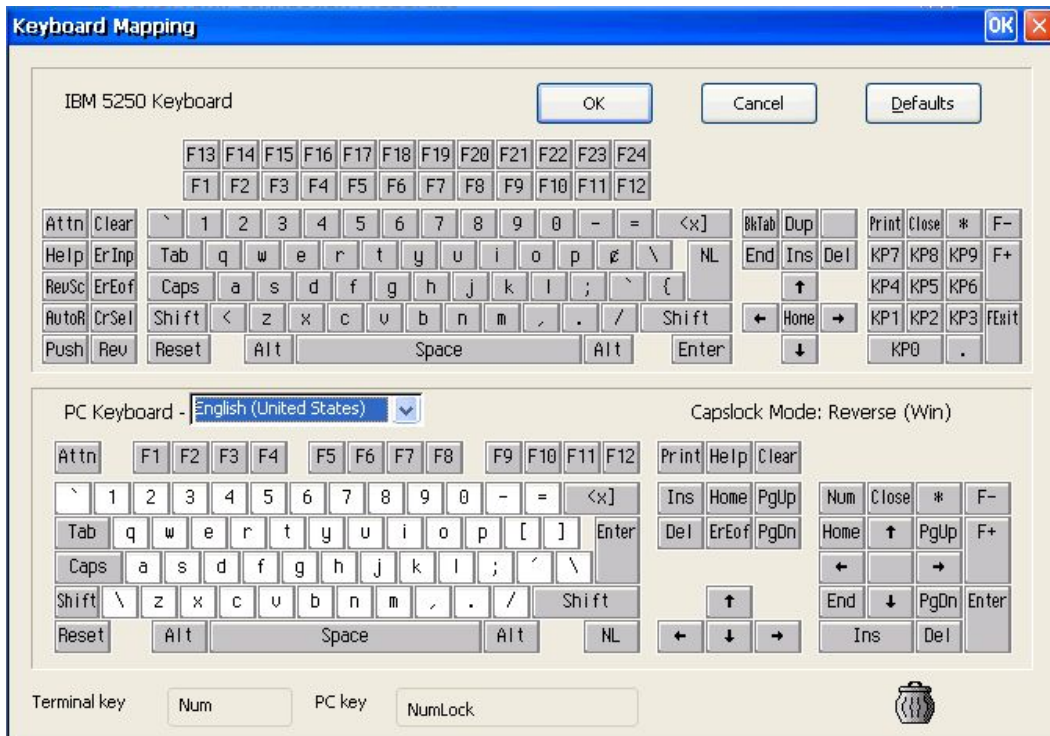 Keyboard Mapping OK
IBM 5250 Keyboard OK Cancel Defaults
F13 F14 F15 F16 F17 F18 F19 F20 F21 F22 F23 F24
F1 F2 F3 F4 F5 F6 F7 F8 F9 F10 F11 F12
Attn Clear ` 1 2 3 4 5 6 7 8 9 0 - = <x] BkTab Dup Print Close * F-
Help ErInp Tab q w e r t y u i o p ¢ \ NL End Ins Del KP7 KP8 KP9 F+
RevSc ErEof Caps a s d f g h j k l ; ` { ↑ KP4 KP5 KP6
AutoR CrSel Shift < z x c v b n m , . / Shift ← Home → KP1 KP2 KP3 FExit
Push Rev Reset Alt Space Alt Enter ↓ KP0 .
PC Keyboard - English (United States) Capslock Mode: Reverse (Win)
Attn F1 F2 F3 F4 F5 F6 F7 F8 F9 F10 F11 F12 Print Help Clear
` 1 2 3 4 5 6 7 8 9 0 - = <x] Ins Home PgUp Num Close * F-
Tab q w e r t y u i o p [ ] Enter Del ErEof PgDn Home ↑ PgUp F+
Caps a s d f g h j k l ; ´ \ ← →
Shift \ z x c v b n m , . / Shift ↑ End ↓ PgDn Enter
Reset Alt Space Alt NL ← ↓ → Ins Del
Terminal key Num PC key NumLock